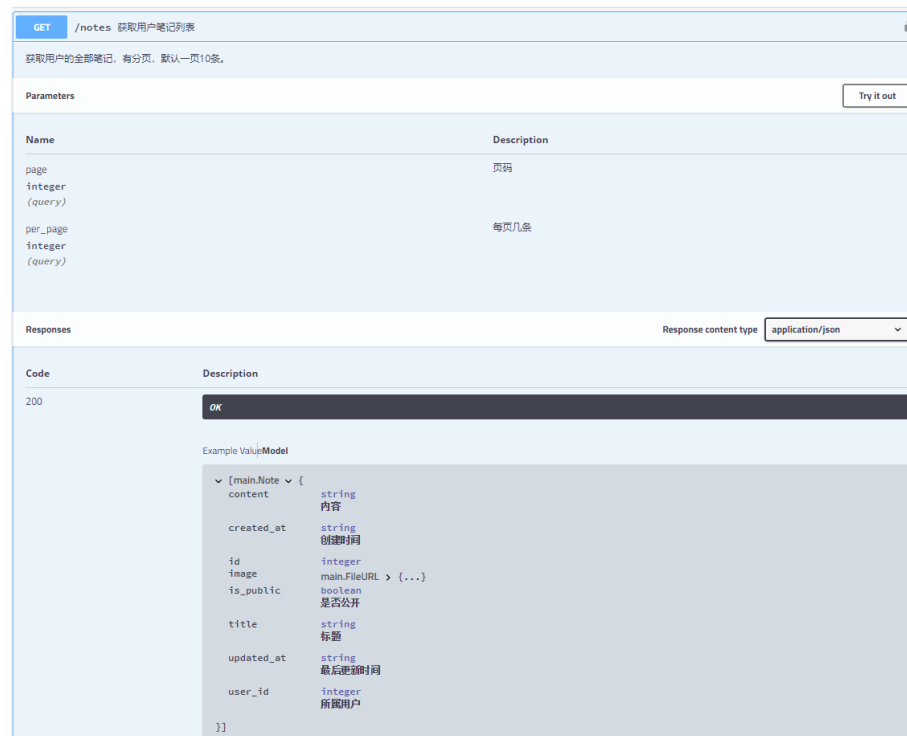 GET /notes 获取用户笔记列表
获取用户的全部笔记，有分页，默认一页10条。
Parameters
Try it out
Name Description
page 页码
integer
(query)
per_page 每页几条
integer
(query)
Responses Response content type application/json
Code Description
200 OK
Example Value Model
[main.Note {
content string
内容
created_at string
创建时间
id integer
image main.FileURL > {...}
is_public boolean
是否公开
title string
标题
updated_at string
最后更新时间
user_id integer
所属用户
}]